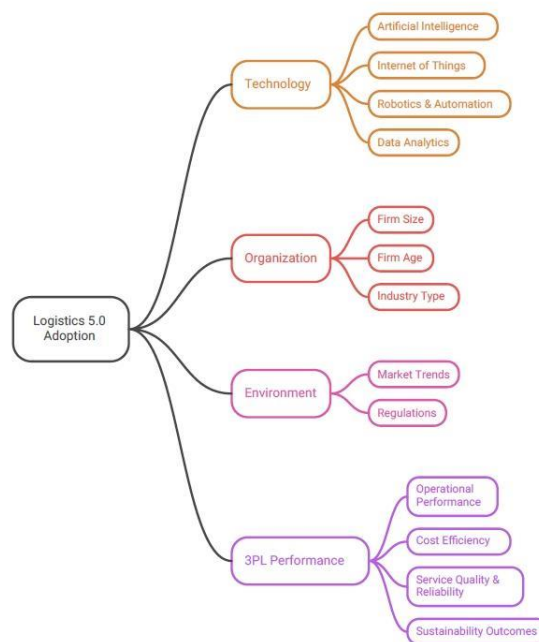 Artificial Intelligence
Internet of Things
Technology
Robotics & Automation
Data Analytics
Firm Size
Organization
Firm Age
Industry Type
Logistics 5.0
Adoption
Market Trends
Environment
Regulations
Operational
Performance
Cost Efficiency
3PL Performance
Service Quality &
Reliability
Sustainability Outcomes